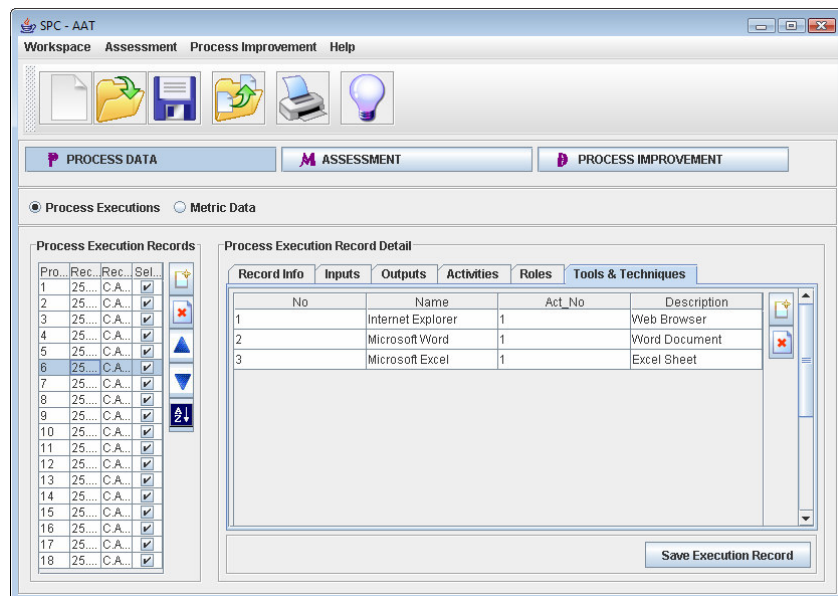 SPC - AAT
Workspace Assessment Process Improvement Help
P PROCESS DATA M ASSESSMENT PROCESS IMPROVEMENT
Process Executions Metric Data
Process Execution Records Process Execution Record Detail
Record Info Inputs Outputs Activities Roles Tools & Techniques
Pro... Rec... Rec... Sel... No Name Act_No Description
1 25.... C.A... 1 Internet Explorer 1 Web Browser
2 25.... C.A... 2 Microsoft Word 1 Word Document
3 25.... C.A... 3 Microsoft Excel 1 Excel Sheet
4 25.... C.A...
5 25.... C.A...
6 25.... C.A...
7 25.... C.A...
8 25.... C.A...
9 25.... C.A... A Z
10 25.... C.A...
11 25.... C.A...
12 25.... C.A...
13 25.... C.A...
14 25.... C.A...
15 25.... C.A...
16 25.... C.A...
17 25.... C.A...
18 25.... C.A...
Save Execution Record